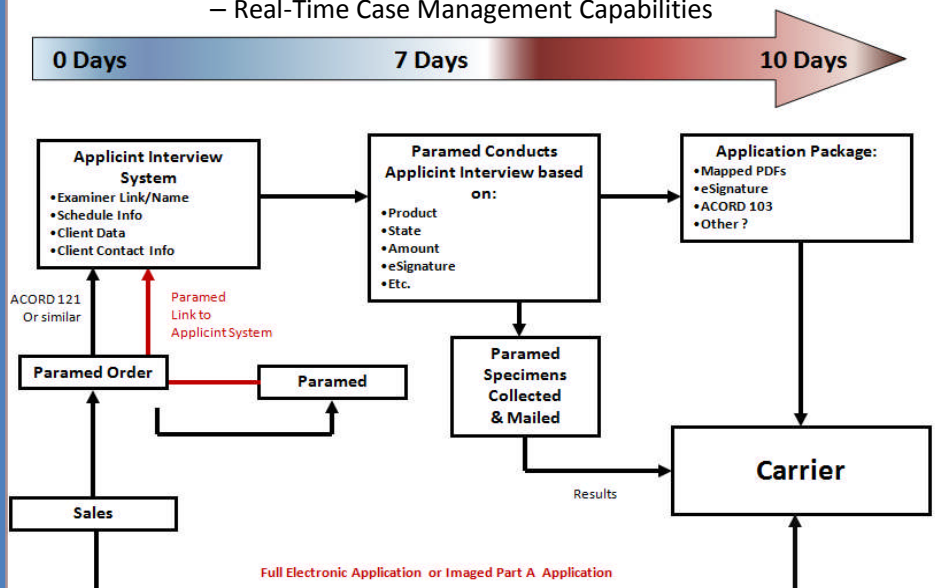 – Real-Time Case Management Capabilities
0 Days
7 Days
10 Days
Applicint Interview
System
•Examiner Link/Name
•Schedule Info
•Client Data
•Client Contact Info
Paramed Conducts
Applicint Interview based
on:
•Product
•State
•Amount
•eSignature
•Etc.
Application Package:
•Mapped PDFs
•eSignature
•ACORD 103
•Other ?
ACORD 121
Or similar
Paramed
Link to
Applicint System
Paramed Order
Paramed
Paramed
Specimens
Collected
& Mailed
Carrier
Results
Sales
Full Electronic Application or Imaged Part A Application